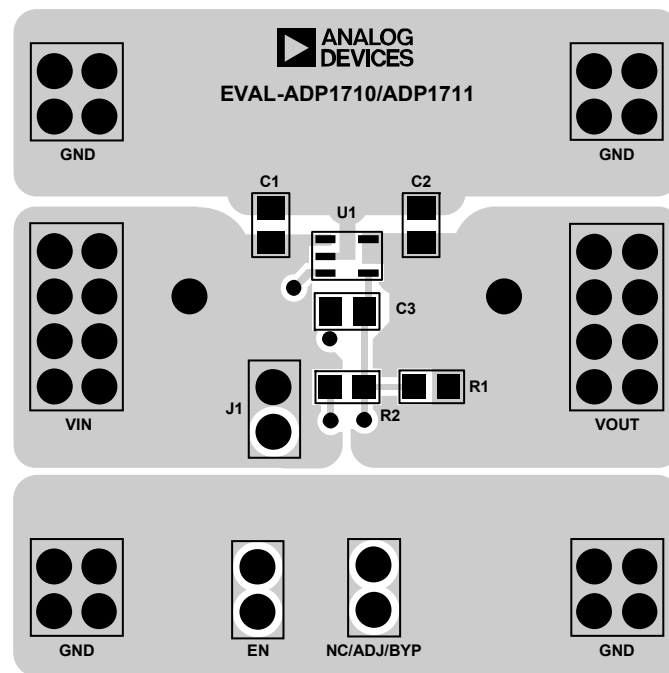 ANALOG
DEVICES
EVAL-ADP1710/ADP1711
GND
GND
C1
C2
U1
C3
J1
R1
R2
VIN
VOUT
GND
EN
NC/ADJ/BYP
GND